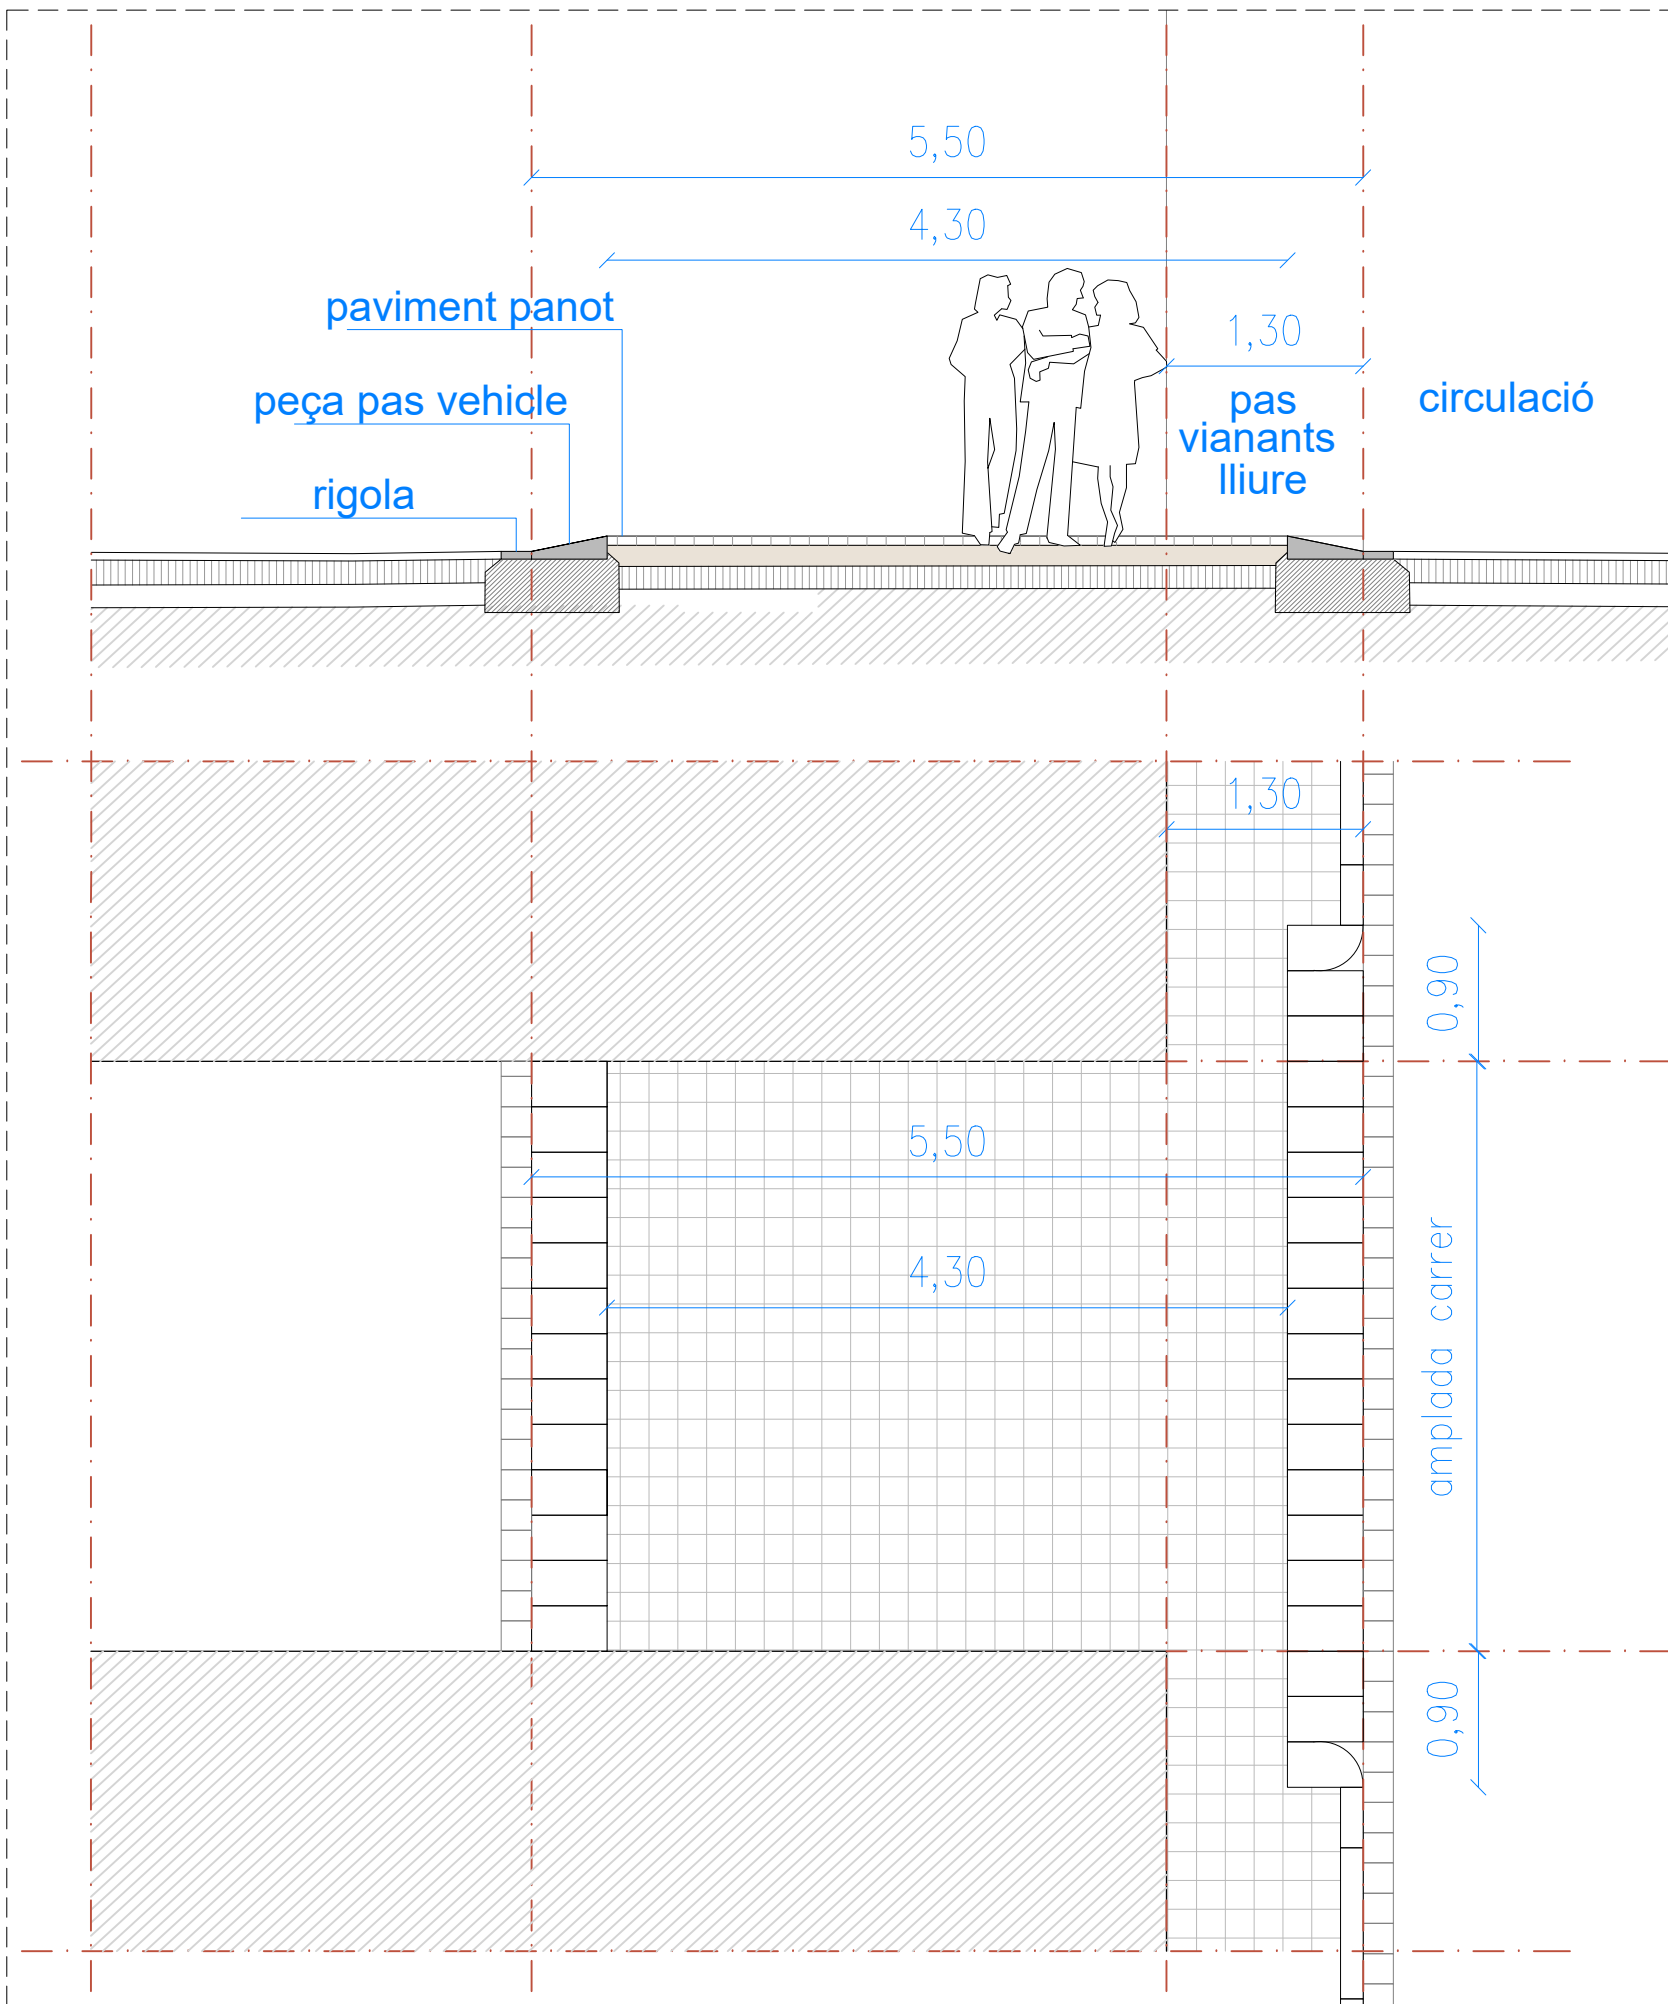 5,50
4,30
paviment panot
1,30
peça pas vehicle
pas
vianants
lliure
circulació
rigola
1,30
0,90
5,50
4,30
amplada carrer
0,90